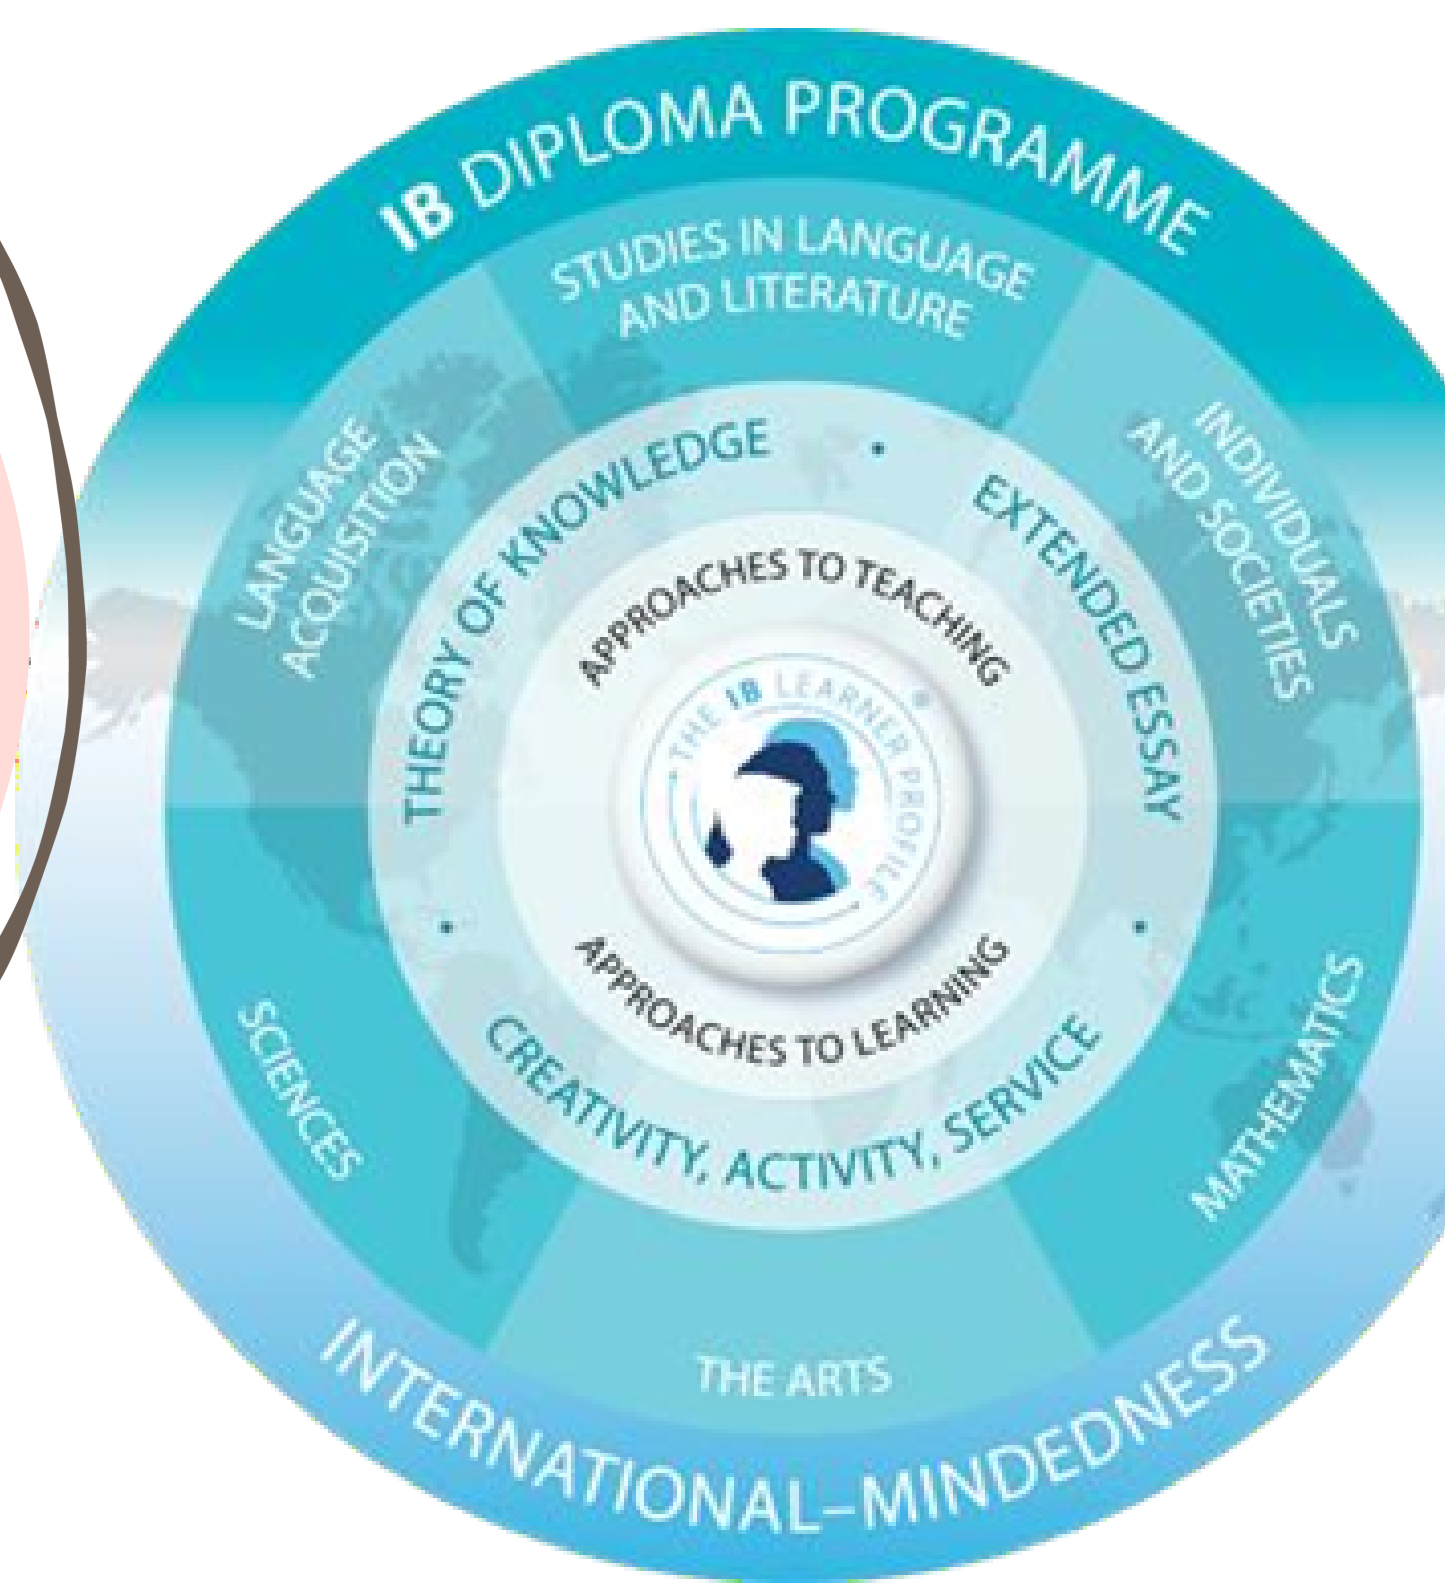 IB DIPLOMA PROGRAMME
STUDIES IN LANGUAGE
AND LITERATURE
LANGUAGE
ACQUISITION
INDIVIDUALS
AND SOCIETIES
THEORY OF KNOWLEDGE
EXTENDED ESSAY
APPROACHES TO TEACHING
THE IB LEARNER PROFILE
APPROACHES TO LEARNING
CREATIVITY, ACTIVITY, SERVICE
SCIENCES
MATHEMATICS
THE ARTS
INTERNATIONAL–MINDEDNESS